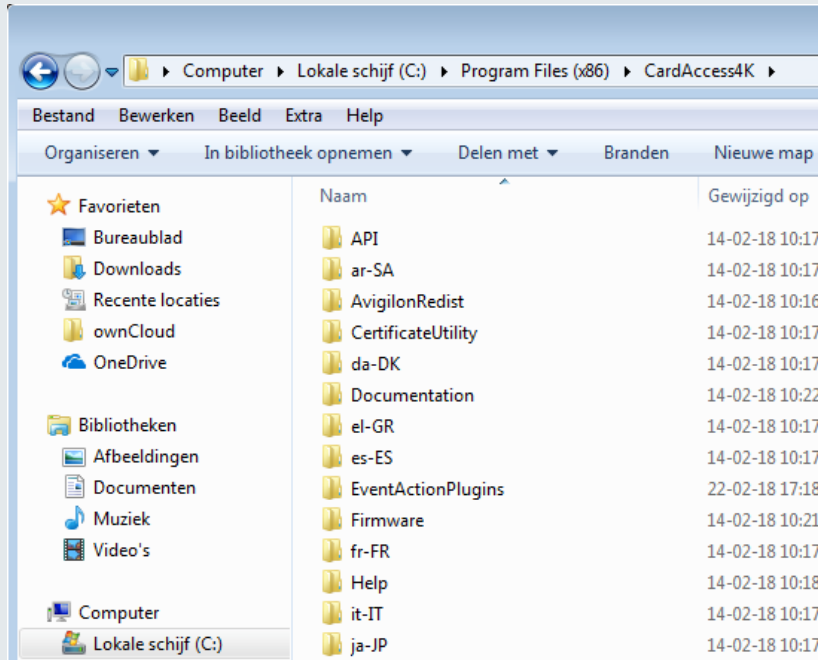 Computer Lokale schijf (C:) Program Files (x86) CardAccess4K
Bestand Bewerken Beeld Extra Help
Organiseren In bibliotheek opnemen Delen met Branden Nieuwe map
Favorieten
Bureaublad
Downloads
Recente locaties
ownCloud
OneDrive
Bibliotheken
Afbeeldingen
Documenten
Muziek
Video's
Computer
Lokale schijf (C:)
Naam Gewijzigd op
API 14-02-18 10:17
ar-SA 14-02-18 10:17
AvigilonRedist 14-02-18 10:16
CertificateUtility 14-02-18 10:17
da-DK 14-02-18 10:17
Documentation 14-02-18 10:22
el-GR 14-02-18 10:17
es-ES 14-02-18 10:17
EventActionPlugins 22-02-18 17:18
Firmware 14-02-18 10:21
fr-FR 14-02-18 10:17
Help 14-02-18 10:18
it-IT 14-02-18 10:17
ja-JP 14-02-18 10:17